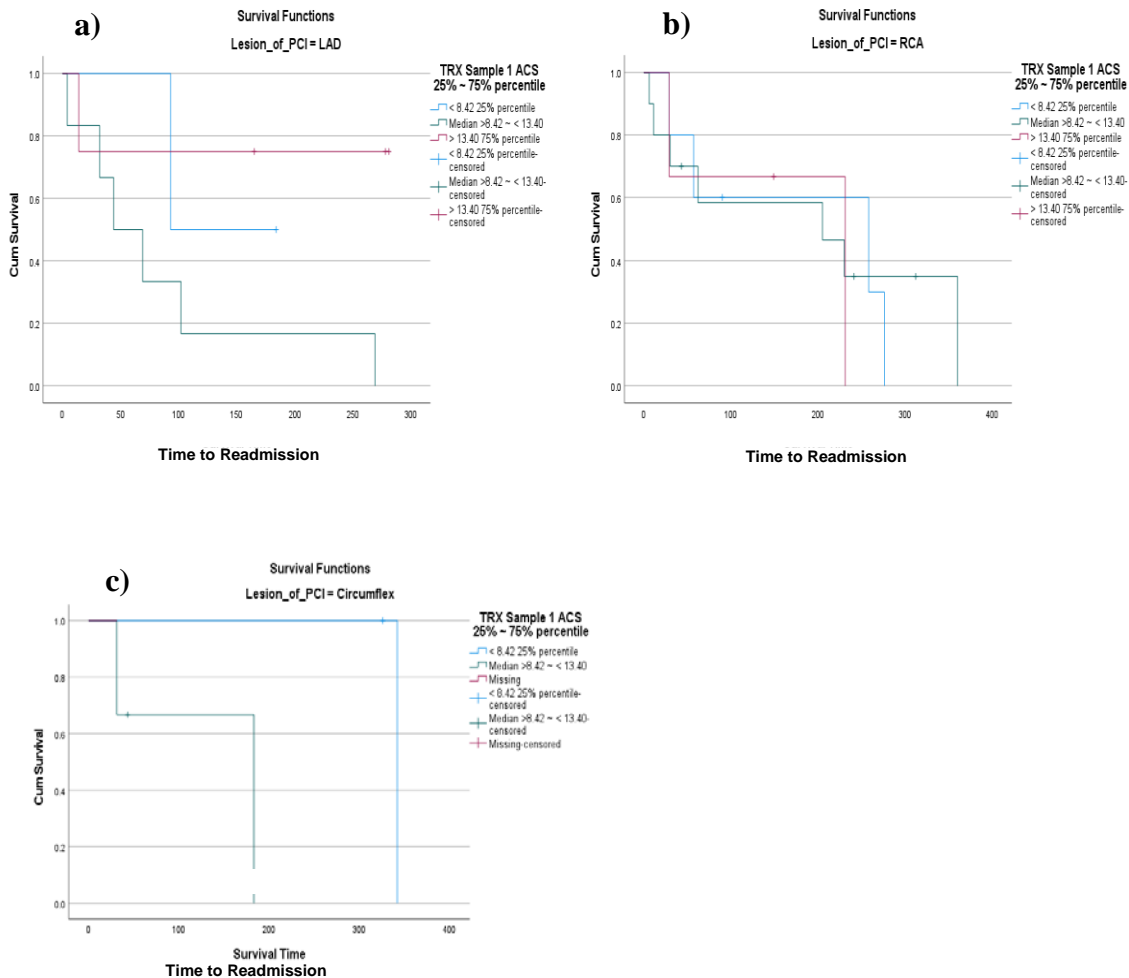 a)
Survival Functions
Lesion_of_PCI = LAD
TRX Sample 1 ACS
25% ~ 75% percentile
< 8.42 25% percentile
Median >8.42 ~ < 13.40
> 13.40 75% percentile
< 8.42 25% percentile-
censored
Median >8.42 ~ < 13.40-
censored
> 13.40 75% percentile-
censored
Cum Survival
1.0
0.8
0.6
0.4
0.2
0.0
0 50 100 150 200 250 300
Time to Readmission
b)
Survival Functions
Lesion_of_PCI = RCA
TRX Sample 1 ACS
25% ~ 75% percentile
< 8.42 25% percentile
Median >8.42 ~ < 13.40
> 13.40 75% percentile
< 8.42 25% percentile-
censored
Median >8.42 ~ < 13.40-
censored
> 13.40 75% percentile-
censored
Cum Survival
1.0
0.8
0.6
0.4
0.2
0.0
0 100 200 300 400
Time to Readmission
c)
Survival Functions
Lesion_of_PCI = Circumflex
TRX Sample 1 ACS
25% ~ 75% percentile
< 8.42 25% percentile
Median >8.42 ~ < 13.40
Missing
< 8.42 25% percentile-
censored
Median >8.42 ~ < 13.40-
censored
Missing-censored
Cum Survival
1.0
0.8
0.6
0.4
0.2
0.0
0 100 200 300 400
Survival Time
Time to Readmission